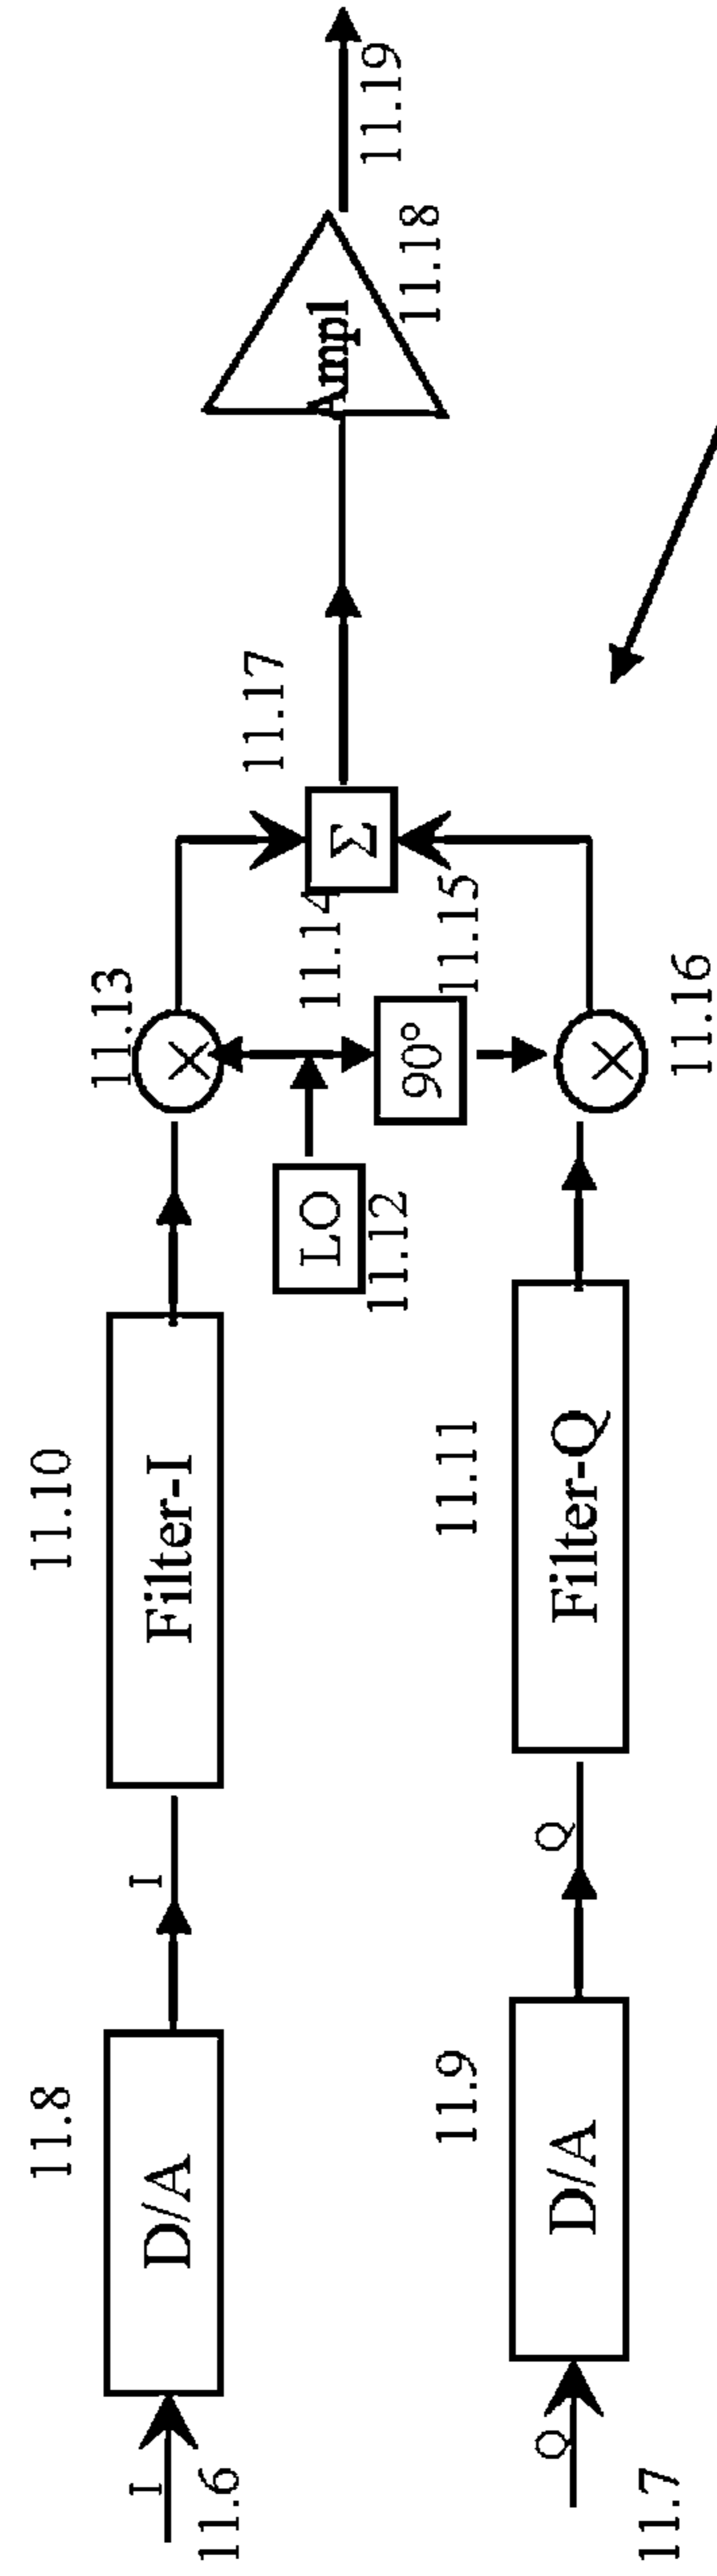 I
11.6
D/A
11.8
I
Filter-I
11.10
11.13
X
LO
11.12
11.14
90°
11.15
Σ
11.17
Ampl
11.18
11.19
Q
11.7
D/A
11.9
Q
Filter-Q
11.11
X
11.16